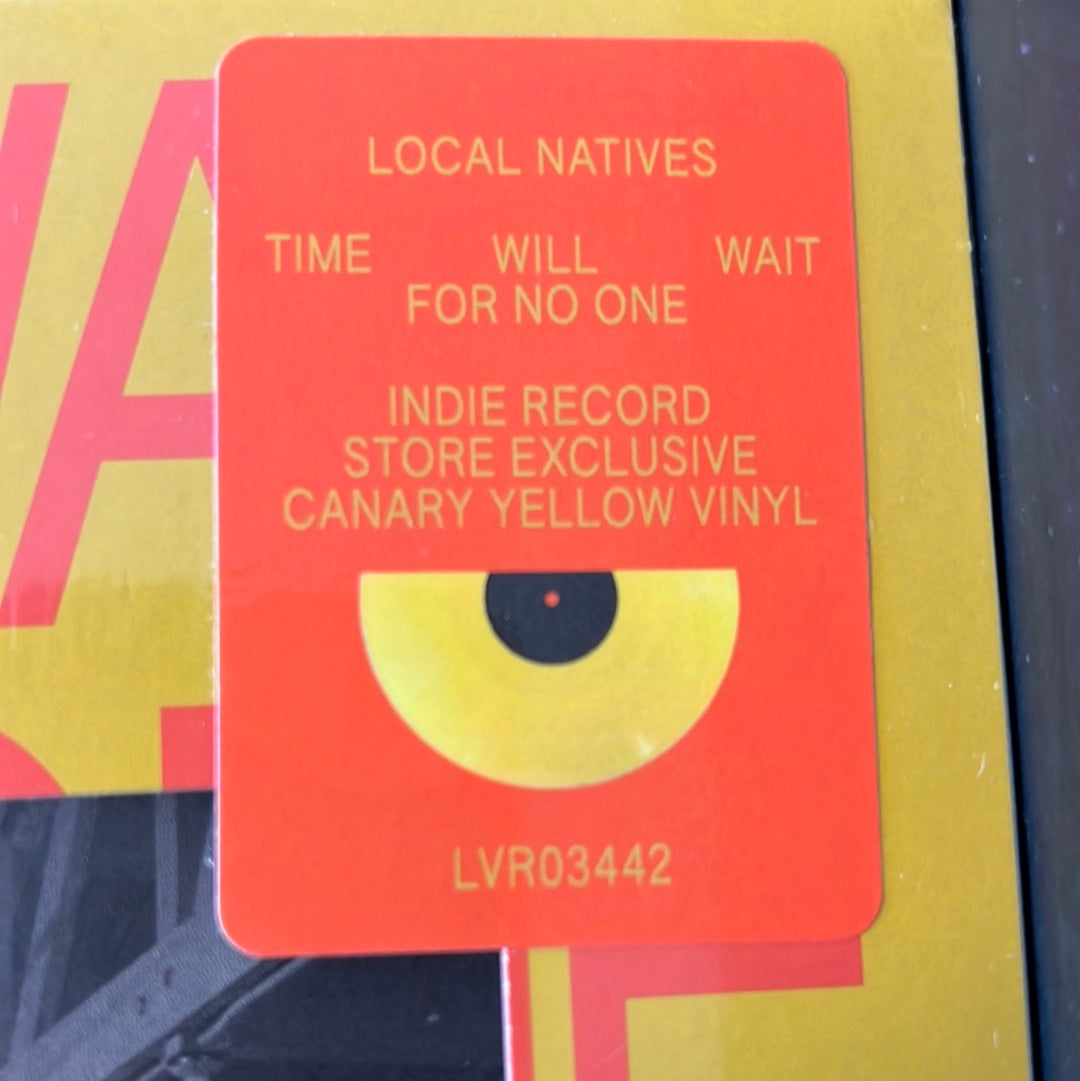 LOCAL NATIVES
TIME WILL WAIT
FOR NO ONE
INDIE RECORD
STORE EXCLUSIVE
CANARY YELLOW VINYL
LVR03442